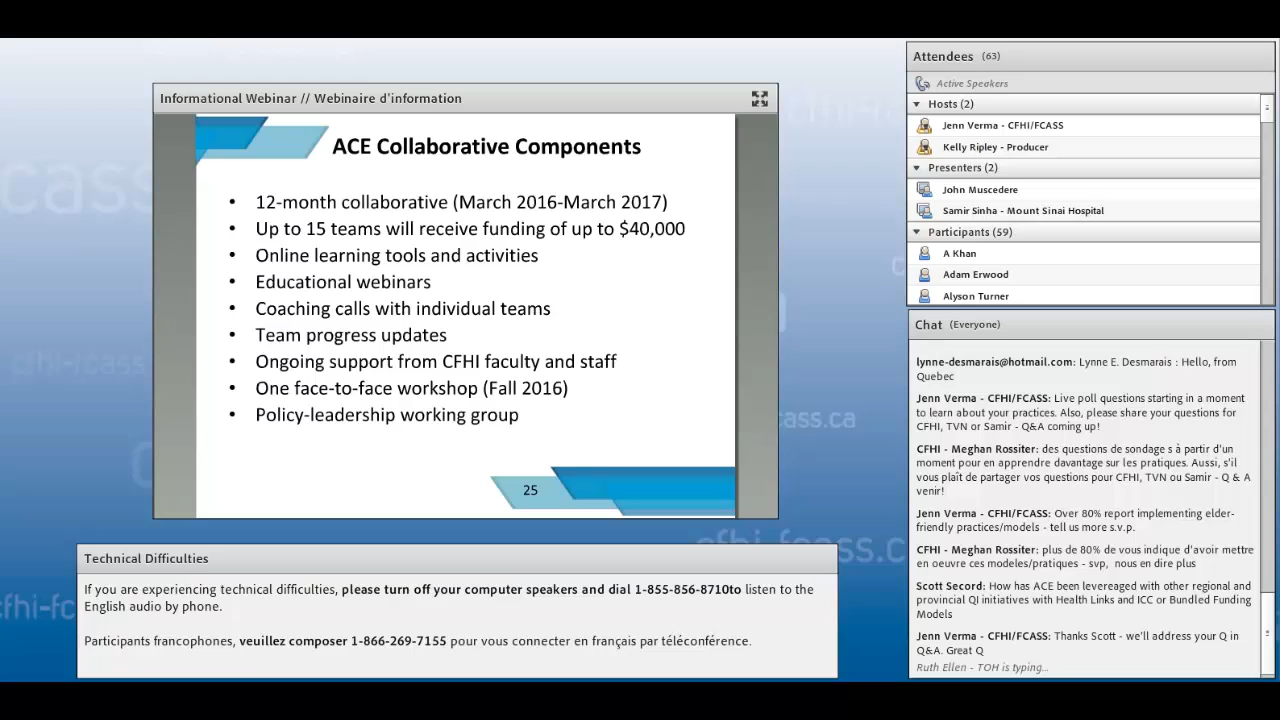 Informational Webinar // Webinaire d'information
ACE Collaborative Components
• 12-month collaborative (March 2016-March 2017)
• Up to 15 teams will receive funding of up to $40,000
• Online learning tools and activities
• Educational webinars
• Coaching calls with individual teams
• Team progress updates
• Ongoing support from CFHI faculty and staff
• One face-to-face workshop (Fall 2016)
• Policy-leadership working group
25
Technical Difficulties
If you are experiencing technical difficulties, please turn off your computer speakers and dial 1-855-856-8710to listen to the
English audio by phone.
Participants francophones, veuillez composer 1-866-269-7155 pour vous connecter en français par téléconférence.
Attendees (63)
Active Speakers
Hosts (2)
Jenn Verma - CFHI/FCASS
Kelly Ripley - Producer
Presenters (2)
John Muscedere
Samir Sinha - Mount Sinai Hospital
Participants (59)
A Khan
Adam Erwood
Alyson Turner
Chat (Everyone)
lynne-desmarais@hotmail.com: Lynne E. Desmarais : Hello, from
Quebec
Jenn Verma - CFHI/FCASS: Live poll questions starting in a moment
to learn about your practices. Also, please share your questions for
CFHI, TVN or Samir - Q&A coming up!
CFHI - Meghan Rossiter: des questions de sondage s à partir d'un
moment pour en apprendre davantage sur les pratiques. Aussi, s'il
vous plaît de partager vos questions pour CFHI, TVN ou Samir - Q & A
venir!
Jenn Verma - CFHI/FCASS: Over 80% report implementing elder-
friendly practices/models - tell us more s.v.p.
CFHI - Meghan Rossiter: plus de 80% de vous indique d'avoir mettre
en oeuvre ces modeles/pratiques - svp, nous en dire plus
Scott Secord: How has ACE been levereaged with other regional and
provincial QI initiatives with Health Links and ICC or Bundled Funding
Models
Jenn Verma - CFHI/FCASS: Thanks Scott - we'll address your Q in
Q&A. Great Q
Ruth Ellen - TOH is typing...
cass
cass.ca
cfhi-fcass
cfhi-fcass.c